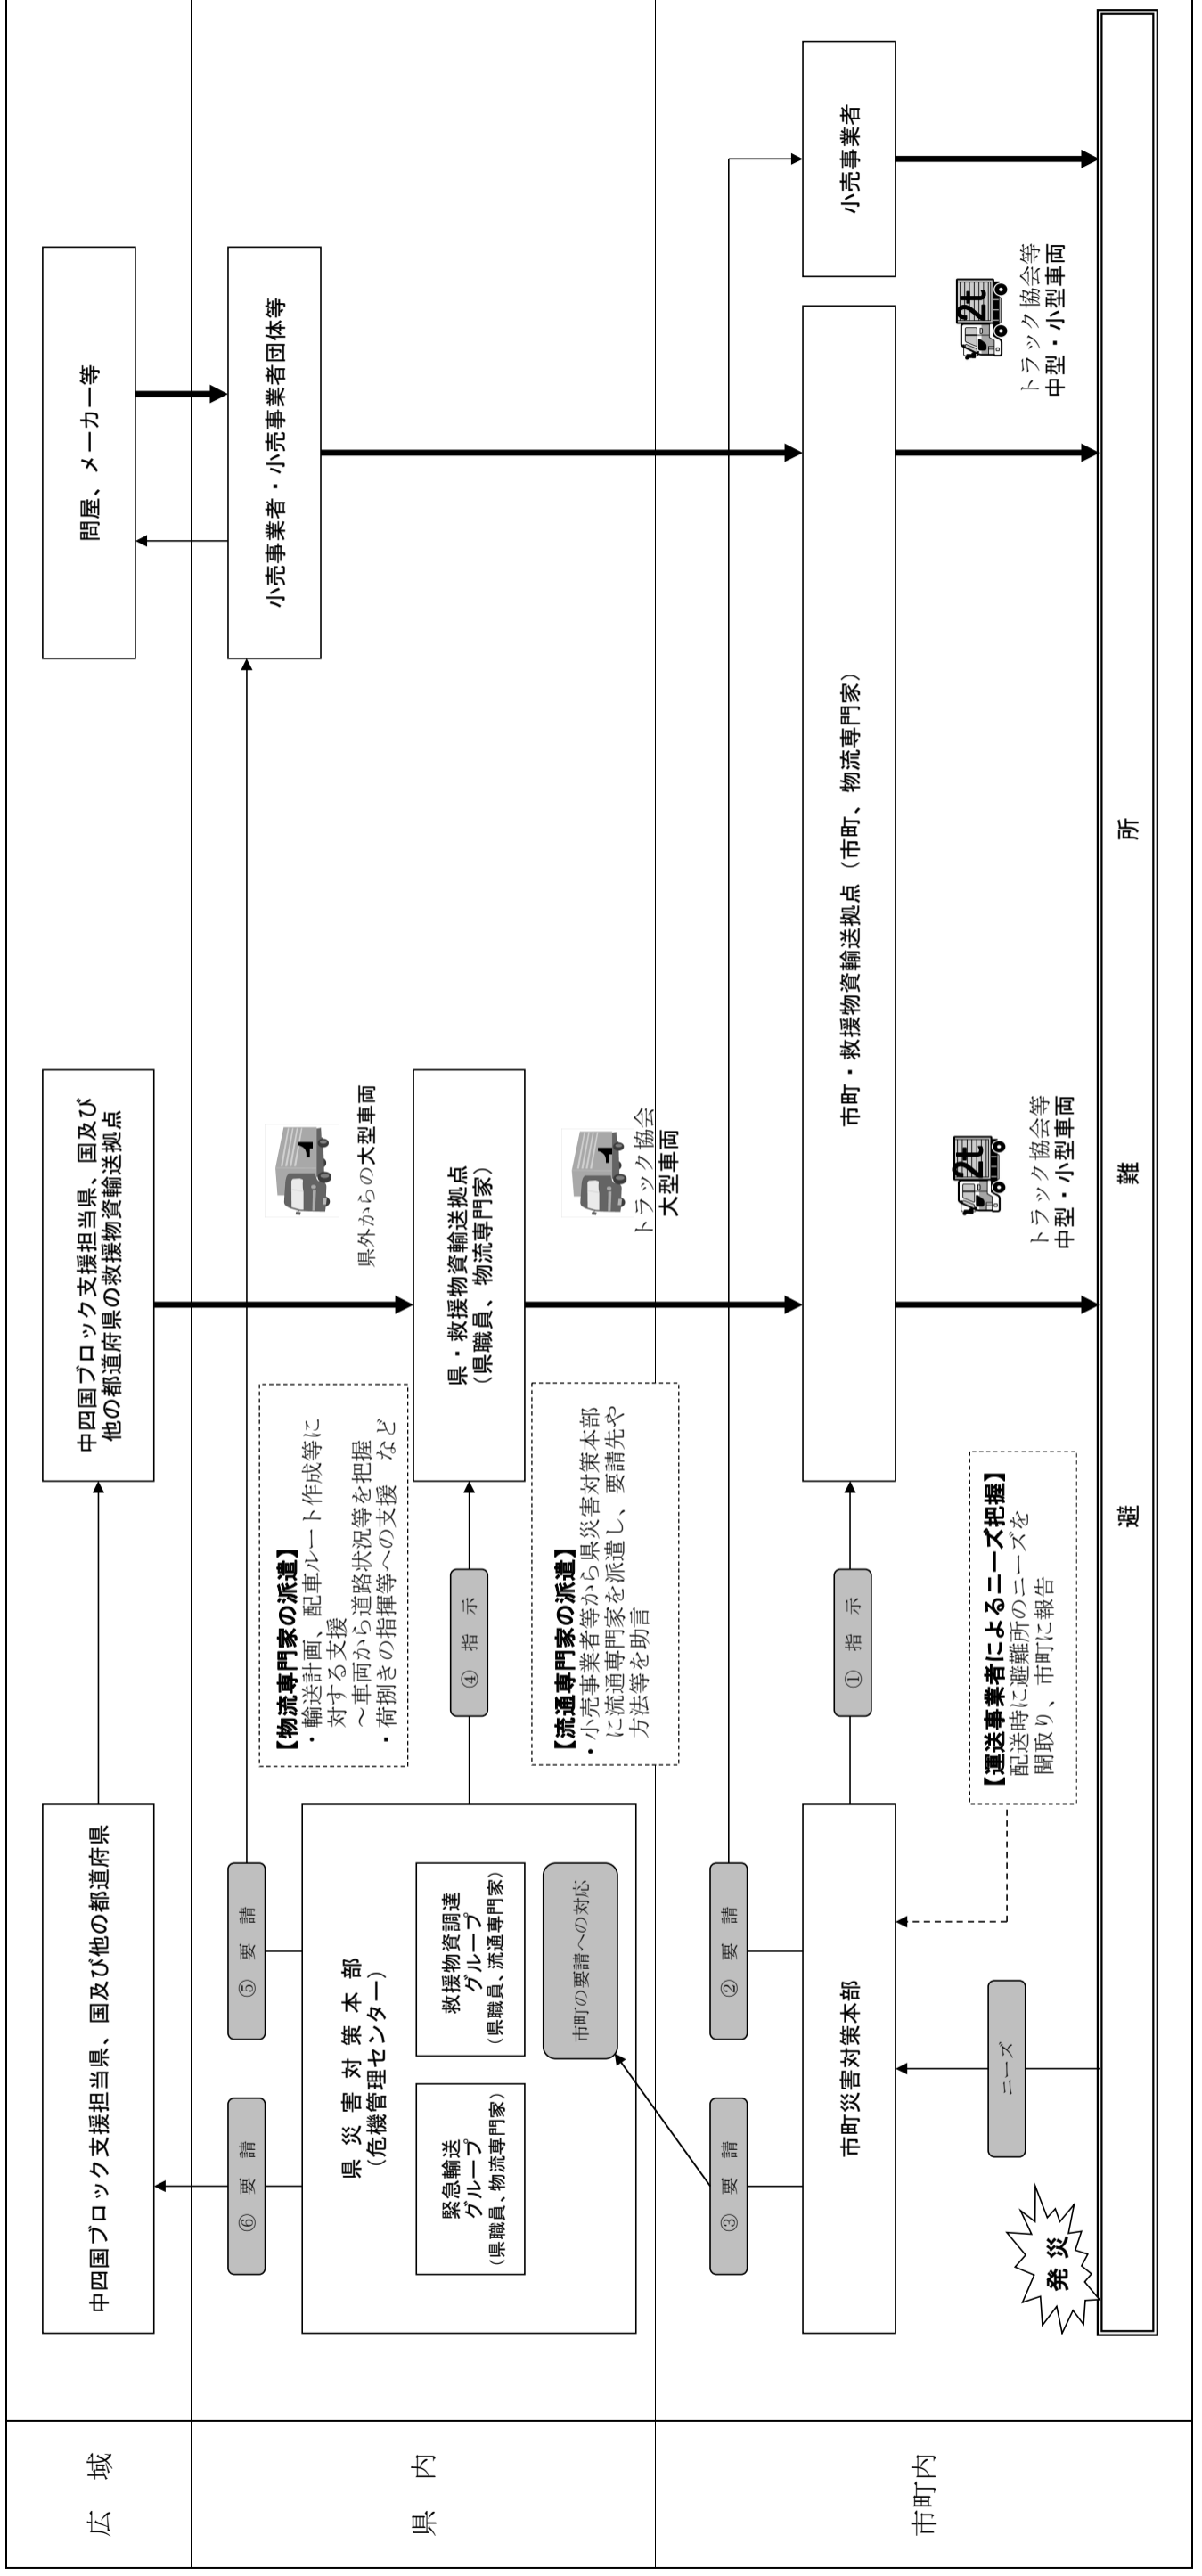 広　域
中四国ブロック支援担当県、国及び他の都道府県
中四国ブロック支援担当県、国及び
他の都道府県の救援物資輸送拠点
問屋、メーカー等
県　内
⑥　要　請
⑤　要　請
県 災 害 対 策 本 部
（危機管理センター）
緊急輸送
グループ
（県職員、物流専門家）
救援物資調達
グループ
（県職員、流通専門家）
市町の要請への対応
【物流専門家の派遣】
・輸送計画、配車ルート作成等に
対する支援
～車両から道路状況等を把握
・荷捌きの指揮等への支援　など
④　指　示
【流通専門家の派遣】
・小売事業者等から県災害対策本部
に流通専門家を派遣し、要請先や
方法等を助言
県外からの大型車両
県・救援物資輸送拠点
（県職員、物流専門家）
トラック協会
大型車両
小売事業者・小売事業者団体等
市町内
③　要　請
②　要　請
市町災害対策本部
①　指　示
市町・救援物資輸送拠点（市町、物流専門家）
小売事業者
発 災
ニーズ
【運送事業者によるニーズ把握】
配送時に避難所のニーズを
聞取り、市町に報告
2t
トラック協会等
中型・小型車両
2t
トラック協会等
中型・小型車両
避　難　所